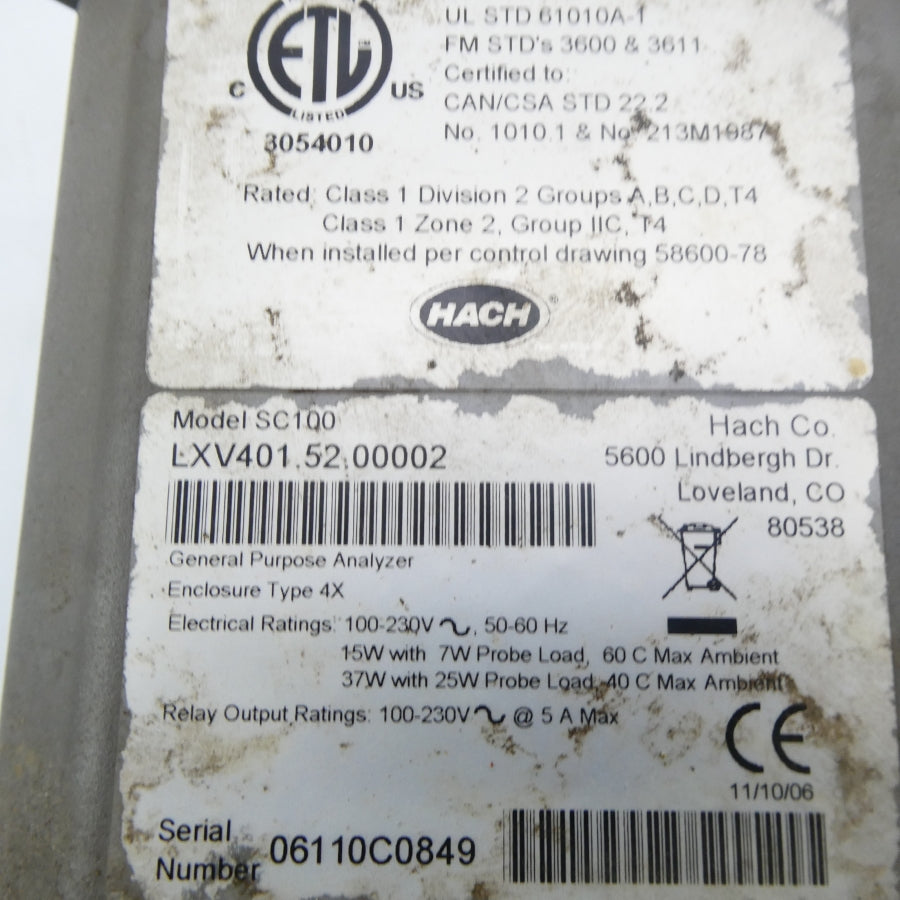 ETL
C US
LISTED
3054010
UL STD 61010A-1
FM STD's 3600 & 3611
Certified to:
CAN/CSA STD 22.2
No. 1010.1 & No. 213M1987
Rated: Class 1 Division 2 Groups A,B,C,D,T4
Class 1 Zone 2, Group IIC, T4
When installed per control drawing 58600-78
HACH
Model SC100
LXV401.52.00002
Hach Co.
5600 Lindbergh Dr.
Loveland, CO
80538
General Purpose Analyzer
Enclosure Type 4X
Electrical Ratings: 100-230V ~, 50-60 Hz
15W with 7W Probe Load, 60 C Max Ambient
37W with 25W Probe Load, 40 C Max Ambient
Relay Output Ratings: 100-230V ~ @ 5 A Max
CE
11/10/06
Serial
Number 06110C0849